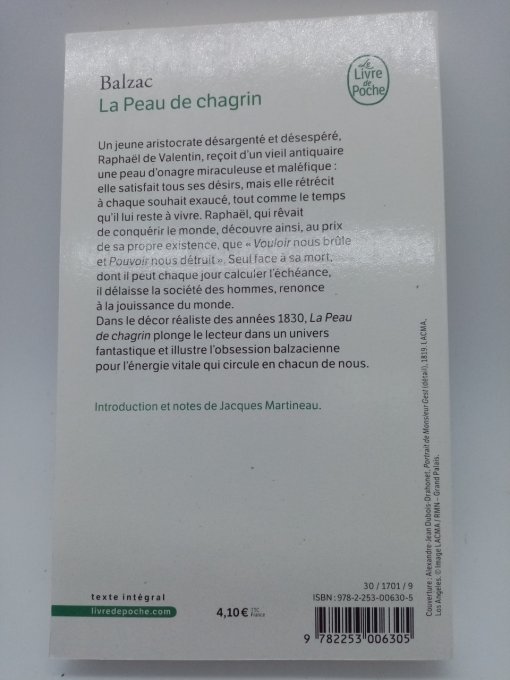 Balzac
La Peau de chagrin
Le
Livre
de
Poche
Un jeune aristocrate désargenté et désespéré,
Raphaël de Valentin, reçoit d'un vieil antiquaire
une peau d'onagre miraculeuse et maléfique :
elle satisfait tous ses désirs, mais elle rétrécit
à chaque souhait exaucé, tout comme le temps
qu'il lui reste à vivre. Raphaël, qui rêvait
de conquérir le monde, découvre ainsi, au prix
de sa propre existence, que « Vouloir nous brûle
et Pouvoir nous détruit ». Seul face à sa mort,
dont il peut chaque jour calculer l'échéance,
il délaisse la société des hommes, renonce
à la jouissance du monde.
Dans le décor réaliste des années 1830, La Peau
de chagrin plonge le lecteur dans un univers
fantastique et illustre l'obsession balzacienne
pour l'énergie vitale qui circule en chacun de nous.
Introduction et notes de Jacques Martineau.
Couverture : Alexandre-Jean Dubois-Drahonet, Portrait de Monsieur Gest (détail), 1819. LACMA,
Los Angeles. © Image LACMA / RMN – Grand Palais.
texte intégral
livredepoche.com
4,10 € TTC
France
30 / 1701 / 9
ISBN : 978-2-253-00630-5
9 782253 006305